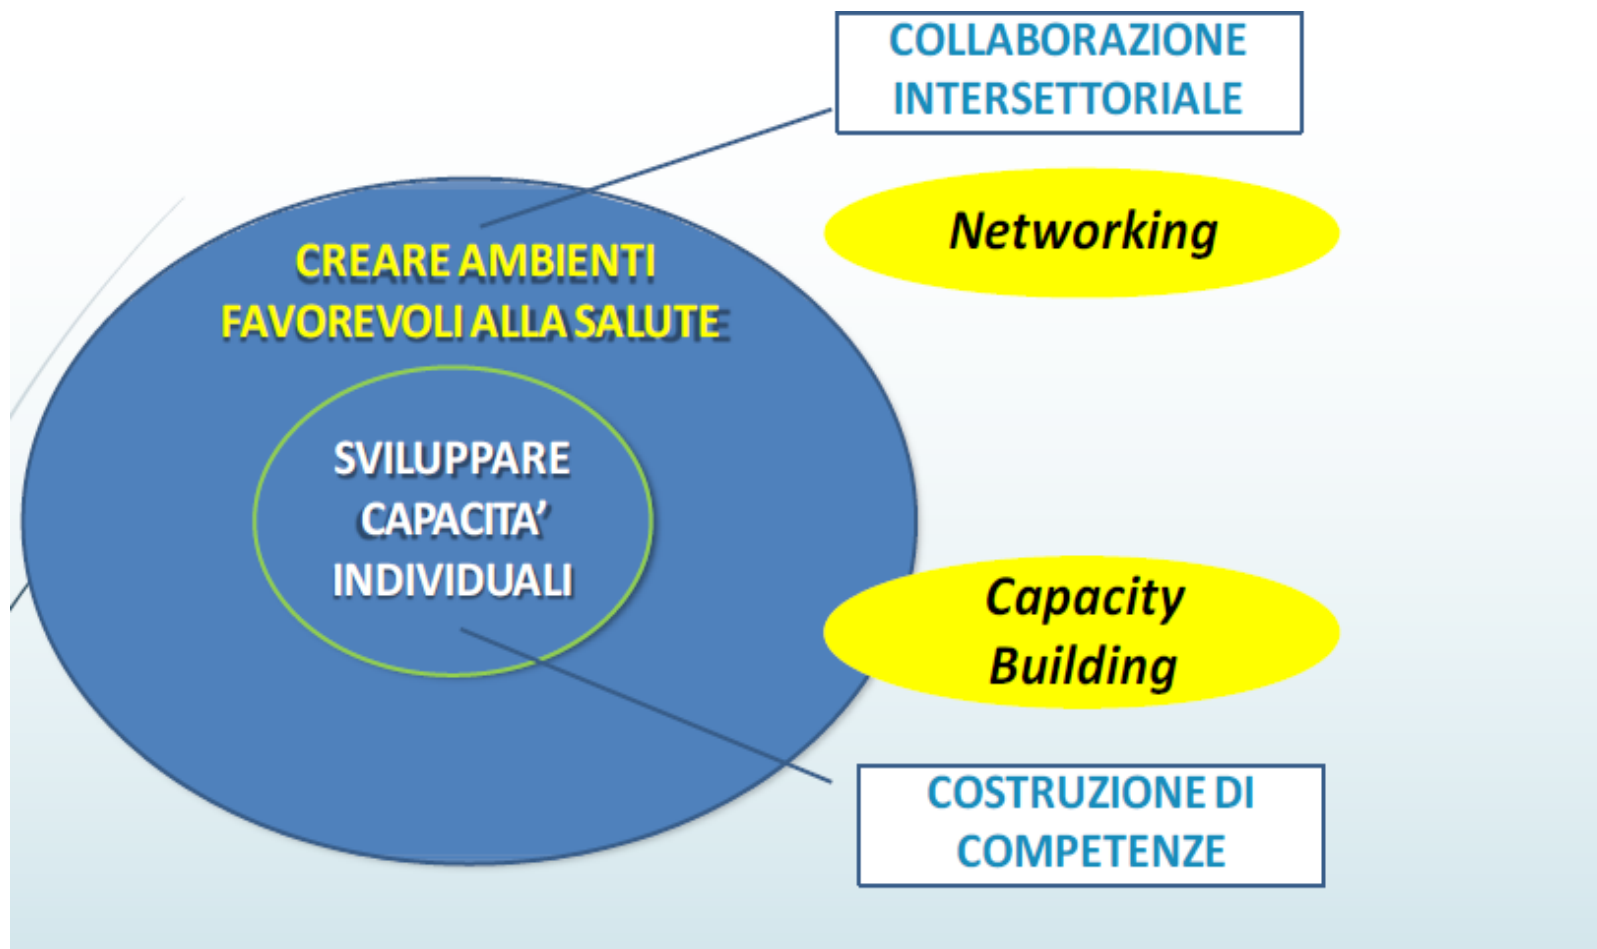 COLLABORAZIONE
INTERSETTORIALE
Networking
CREARE AMBIENTI
FAVOREVOLI ALLA SALUTE
SVILUPPARE
CAPACITA’
INDIVIDUALI
Capacity
Building
COSTRUZIONE DI
COMPETENZE